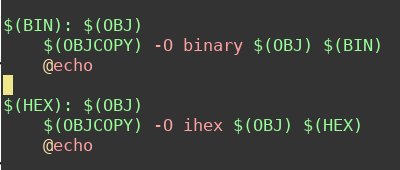 $(BIN): $(OBJ)
    $(OBJCOPY) -O binary $(OBJ) $(BIN)
    @echo

$(HEX): $(OBJ)
    $(OBJCOPY) -O ihex $(OBJ) $(HEX)
    @echo